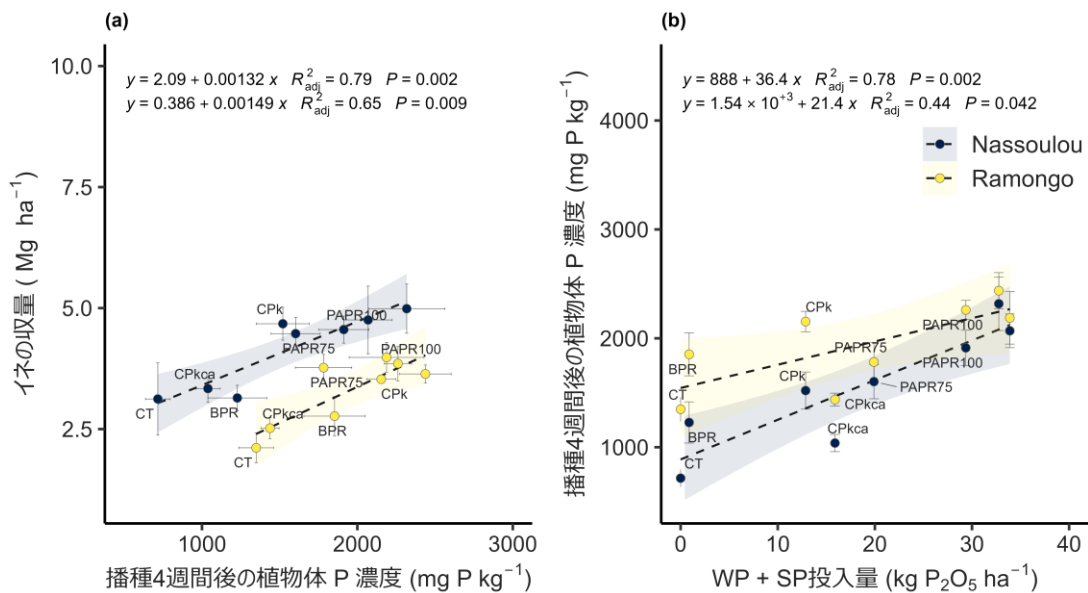 (a)
y = 2.09 + 0.00132 x R²adj = 0.79 P = 0.002
y = 0.386 + 0.00149 x R²adj = 0.65 P = 0.009
イネの収量 ( Mg ha⁻¹)
10.0
7.5
5.0
2.5
CPk
PAPR100
PAPR75
PAPR100
CPkca
PAPR75
CPk
CT
BPR
CPkca
BPR
CT
1000
2000
3000
播種4週間後の植物体 P 濃度 (mg P kg⁻¹)
(b)
y = 888 + 36.4 x R²adj = 0.78 P = 0.002
y = 1.54 × 10⁺³ + 21.4 x R²adj = 0.44 P = 0.042
Nassoulou
Ramongo
播種4週間後の植物体 P 濃度 (mg P kg⁻¹)
4000
3000
2000
1000
CPk
PAPR100
PAPR75
BPR
PAPR100
CPk
PAPR75
CT
CPkca
BPR
CPkca
CT
0
10
20
30
40
WP + SP投入量 (kg P₂O₅ ha⁻¹)